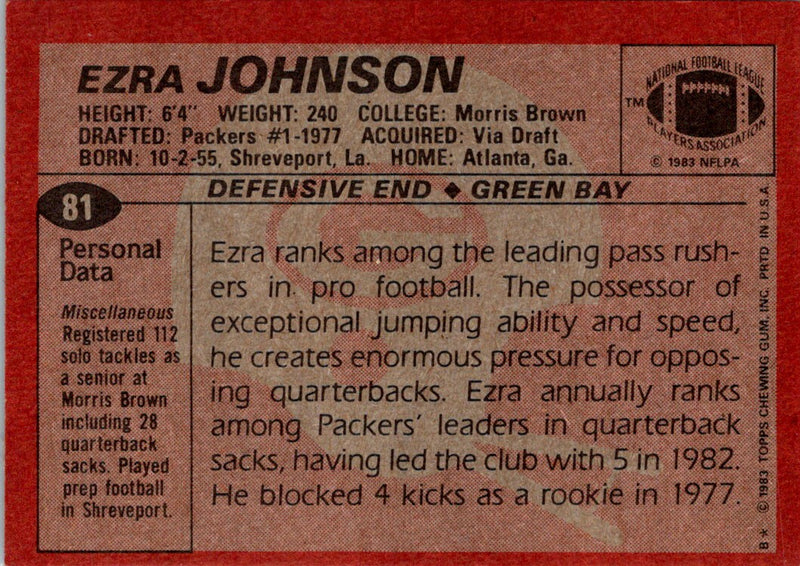 EZRA JOHNSON
HEIGHT: 6'4" WEIGHT: 240 COLLEGE: Morris Brown
DRAFTED: Packers #1-1977 ACQUIRED: Via Draft
BORN: 10-2-55, Shreveport, La. HOME: Atlanta, Ga.
NATIONAL FOOTBALL LEAGUE
TM
PLAYERS ASSOCIATION
© 1983 NFLPA
81
DEFENSIVE END ◆ GREEN BAY
Personal
Data
Miscellaneous
Registered 112
solo tackles as
a senior at
Morris Brown
including 28
quarterback
sacks. Played
prep football
in Shreveport.
Ezra ranks among the leading pass rush-
ers in pro football. The possessor of
exceptional jumping ability and speed,
he creates enormous pressure for oppos-
ing quarterbacks. Ezra annually ranks
among Packers' leaders in quarterback
sacks, having led the club with 5 in 1982.
He blocked 4 kicks as a rookie in 1977.
B* © 1983 TOPPS CHEWING GUM, INC. PRTD IN U.S.A.